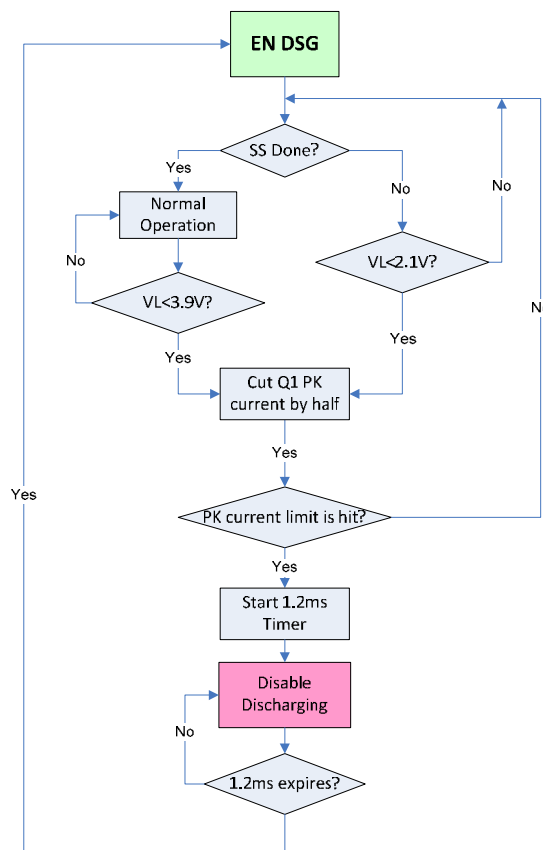 EN DSG
SS Done?
Yes
No
Normal
Operation
No
No
VL<2.1V?
VL<3.9V?
Yes
Yes
Cut Q1 PK
current by half
Yes
Yes
PK current limit is hit?
Yes
Start 1.2ms
Timer
Disable
Discharging
No
1.2ms expires?